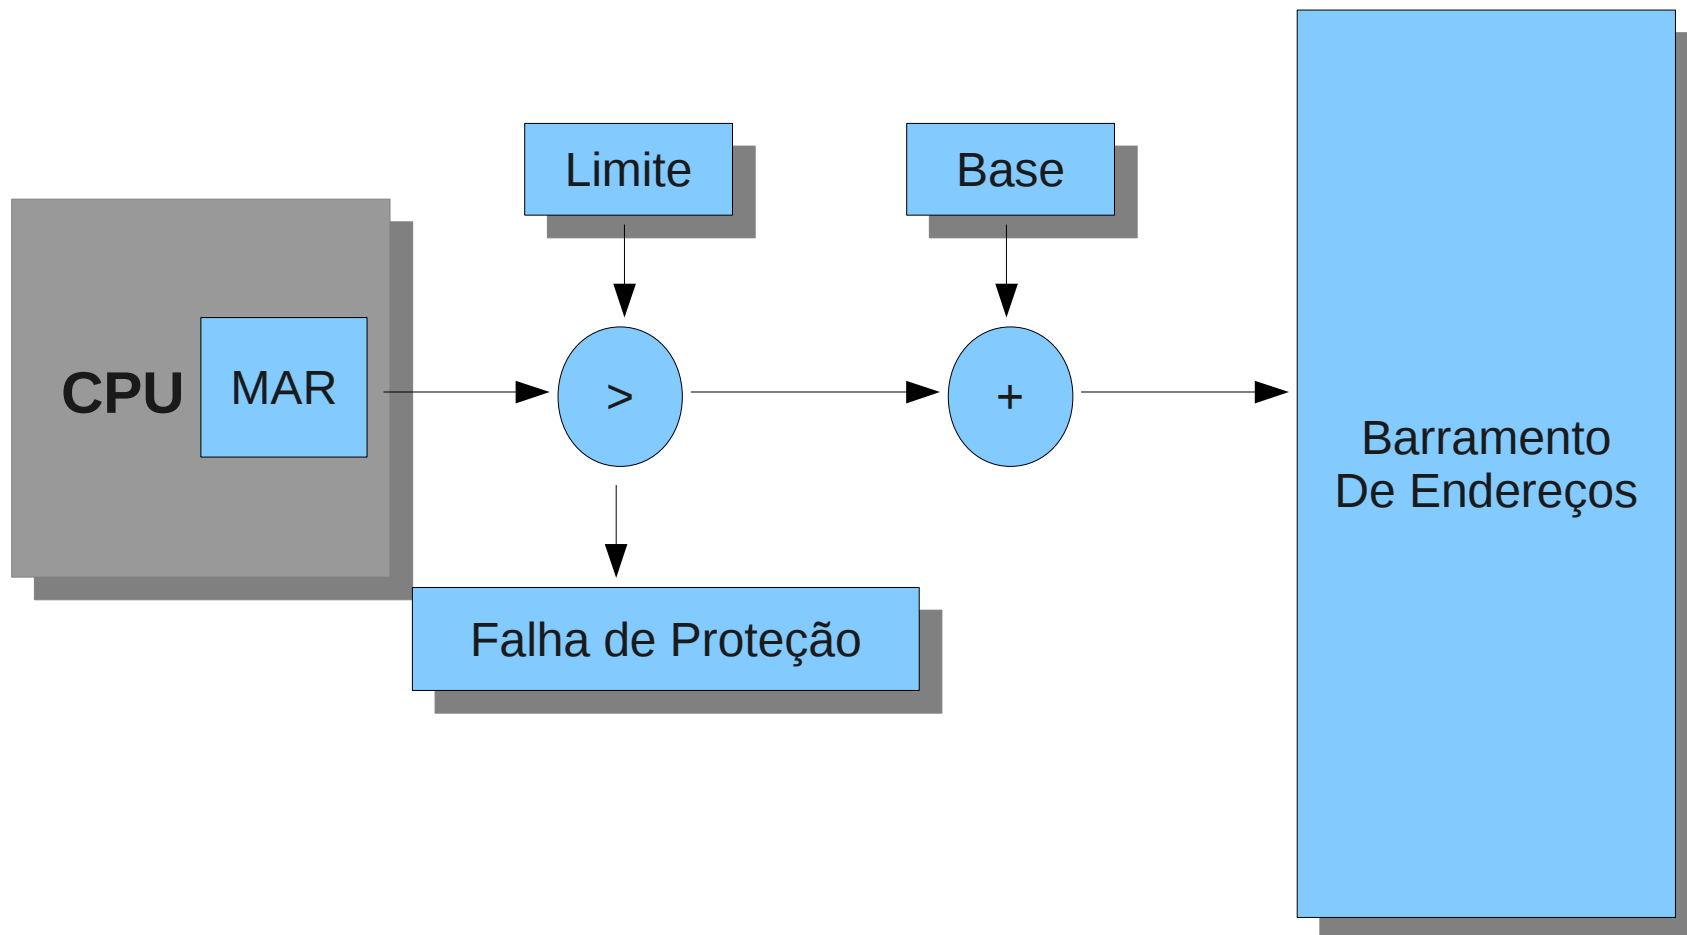 Limite
Base
CPU
MAR
>
+
Barramento
De Endereços
Falha de Proteção